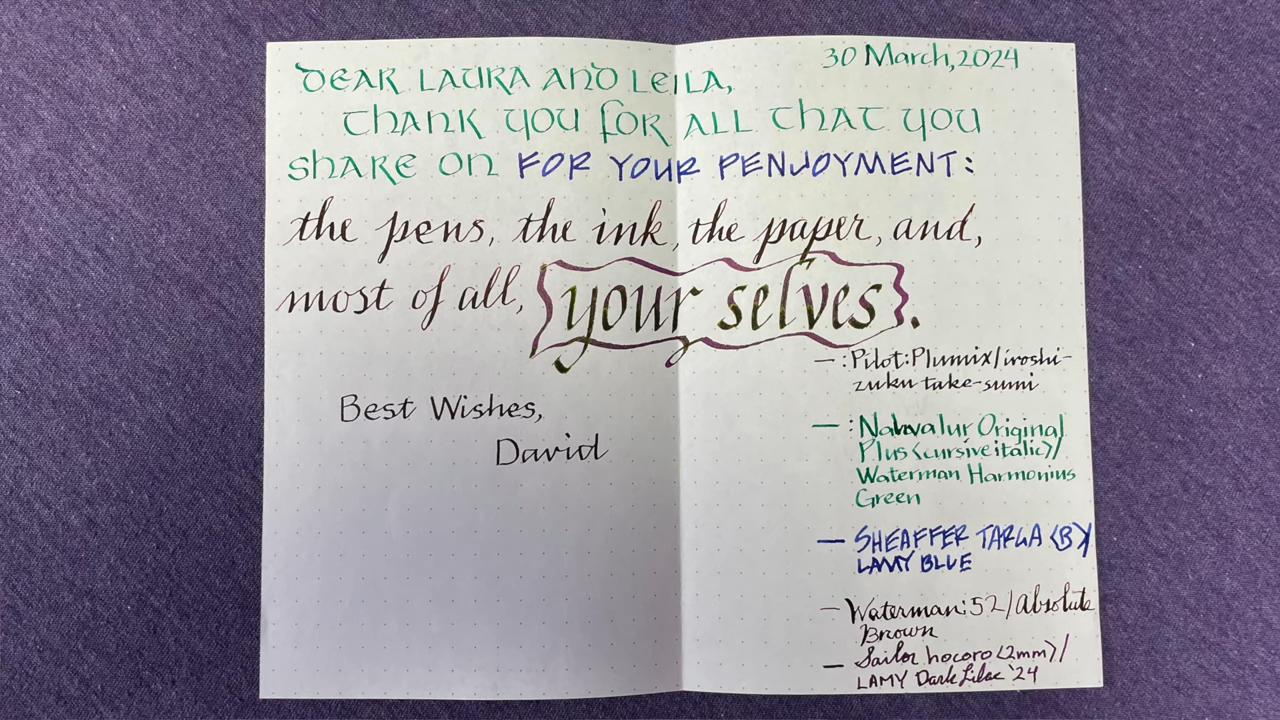 30 March, 2024
DEAR LAURA AND LEILA,
THANK YOU FOR ALL THAT YOU
SHARE ON FOR YOUR PENJOYMENT:
the pens, the ink, the paper, and,
most of all, {your selves}.
Best Wishes,
David
— : Pilot: Plumix/iroshi-
zuku take-sumi
— : Nahvalur Original
Plus <cursive italic>/
Waterman Harmonius
Green
— SHEAFFER TARGA <B>/
LAMY BLUE
— Waterman: 52/Absolute
Brown
— Sailor hocoro <2mm>/
LAMY Dark Lilac '24